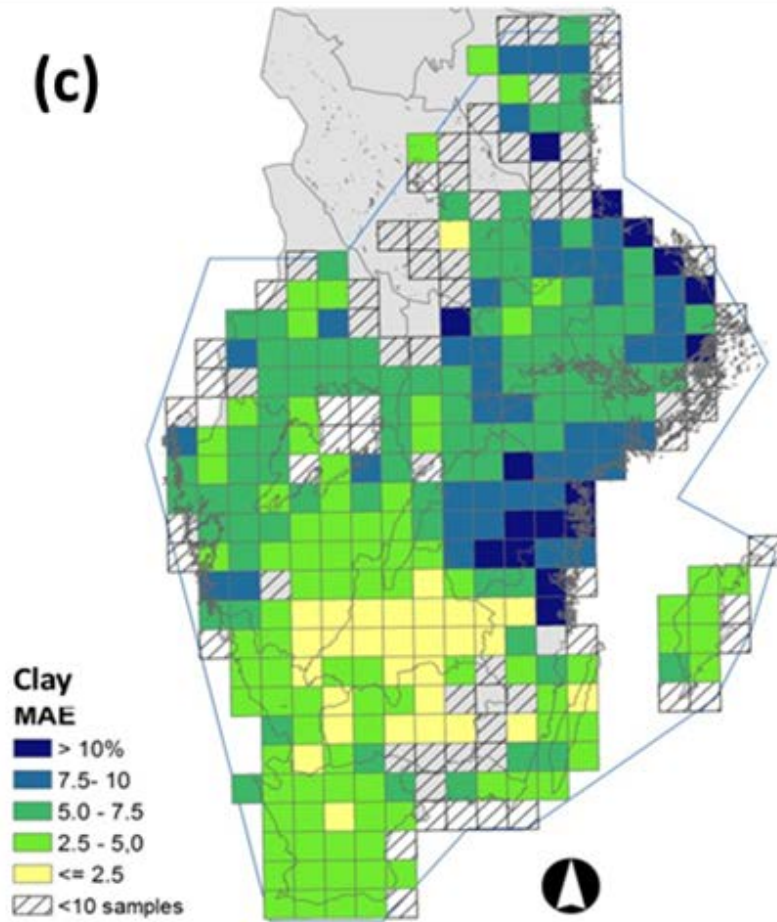 (c)
Clay
MAE
> 10%
7.5- 10
5.0 - 7.5
2.5 - 5,0
<= 2.5
<10 samples